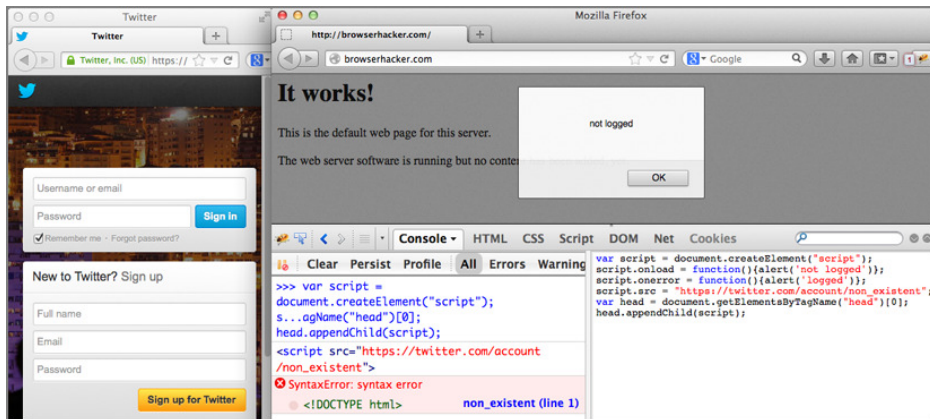 Twitter
Twitter
Twitter, Inc. (US) https://
Username or email
Password
Sign in
Remember me · Forgot password?
New to Twitter? Sign up
Full name
Email
Password
Sign up for Twitter
Mozilla Firefox
http://browserhacker.com/
browserhacker.com
Google
It works!
This is the default web page for this server.
The web server software is running but no conte
not logged
OK
Console HTML CSS Script DOM Net Cookies
Clear Persist Profile All Errors Warning
>>> var script =
document.createElement("script");
s...agName("head")[0];
head.appendChild(script);
<script src="https://twitter.com/account
/non_existent">
SyntaxError: syntax error
<!DOCTYPE html> non_existent (line 1)
var script = document.createElement("script");
script.onload = function(){alert('not logged')};
script.onerror = function(){alert('logged')};
script.src = "https://twitter.com/account/non_existent";
var head = document.getElementsByTagName("head")[0];
head.appendChild(script);